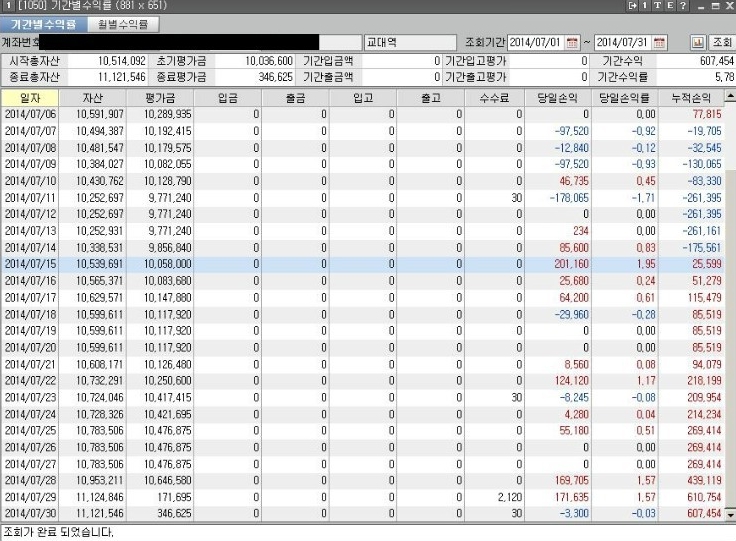 1 [1050] 기간별수익률 (881 x 651) 1 T E ?
기간별수익률 월별수익률
계좌번호 교대역 조회기간 2014/07/01 ~ 2014/07/31 조회
시작총자산 10,514,092 초기평가금 10,036,600 기간입금액 0 기간입고평가 0 기간수익 607,454
종료총자산 11,121,546 종료평가금 346,625 기간출금액 0 기간출고평가 0 기간수익률 5,78
일자 자산 평가금 입금 출금 입고 출고 수수료 당일손익 당일손익률 누적손익
2014/07/06 10,591,907 10,289,935 0 0 0 0 0 0 0,00 77,815
2014/07/07 10,494,387 10,192,415 0 0 0 0 0 -97,520 -0,92 -19,705
2014/07/08 10,481,547 10,179,575 0 0 0 0 0 -12,840 -0,12 -32,545
2014/07/09 10,384,027 10,082,055 0 0 0 0 0 -97,520 -0,93 -130,065
2014/07/10 10,430,762 10,128,790 0 0 0 0 0 46,735 0,45 -83,330
2014/07/11 10,252,697 9,771,240 0 0 0 0 30 -178,065 -1,71 -261,395
2014/07/12 10,252,697 9,771,240 0 0 0 0 0 0 0,00 -261,395
2014/07/13 10,252,931 9,771,240 0 0 0 0 0 234 0,00 -261,161
2014/07/14 10,338,531 9,856,840 0 0 0 0 0 85,600 0,83 -175,561
2014/07/15 10,539,691 10,058,000 0 0 0 0 0 201,160 1,95 25,599
2014/07/16 10,565,371 10,083,680 0 0 0 0 0 25,680 0,24 51,279
2014/07/17 10,629,571 10,147,880 0 0 0 0 0 64,200 0,61 115,479
2014/07/18 10,599,611 10,117,920 0 0 0 0 0 -29,960 -0,28 85,519
2014/07/19 10,599,611 10,117,920 0 0 0 0 0 0 0,00 85,519
2014/07/20 10,599,611 10,117,920 0 0 0 0 0 0 0,00 85,519
2014/07/21 10,608,171 10,126,480 0 0 0 0 0 8,560 0,08 94,079
2014/07/22 10,732,291 10,250,600 0 0 0 0 0 124,120 1,17 218,199
2014/07/23 10,724,046 10,417,415 0 0 0 0 30 -8,245 -0,08 209,954
2014/07/24 10,728,326 10,421,695 0 0 0 0 0 4,280 0,04 214,234
2014/07/25 10,783,506 10,476,875 0 0 0 0 0 55,180 0,51 269,414
2014/07/26 10,783,506 10,476,875 0 0 0 0 0 0 0,00 269,414
2014/07/27 10,783,506 10,476,875 0 0 0 0 0 0 0,00 269,414
2014/07/28 10,953,211 10,646,580 0 0 0 0 0 169,705 1,57 439,119
2014/07/29 11,124,846 171,695 0 0 0 0 2,120 171,635 1,57 610,754
2014/07/30 11,121,546 346,625 0 0 0 0 30 -3,300 -0,03 607,454
조회가 완료 되었습니다,